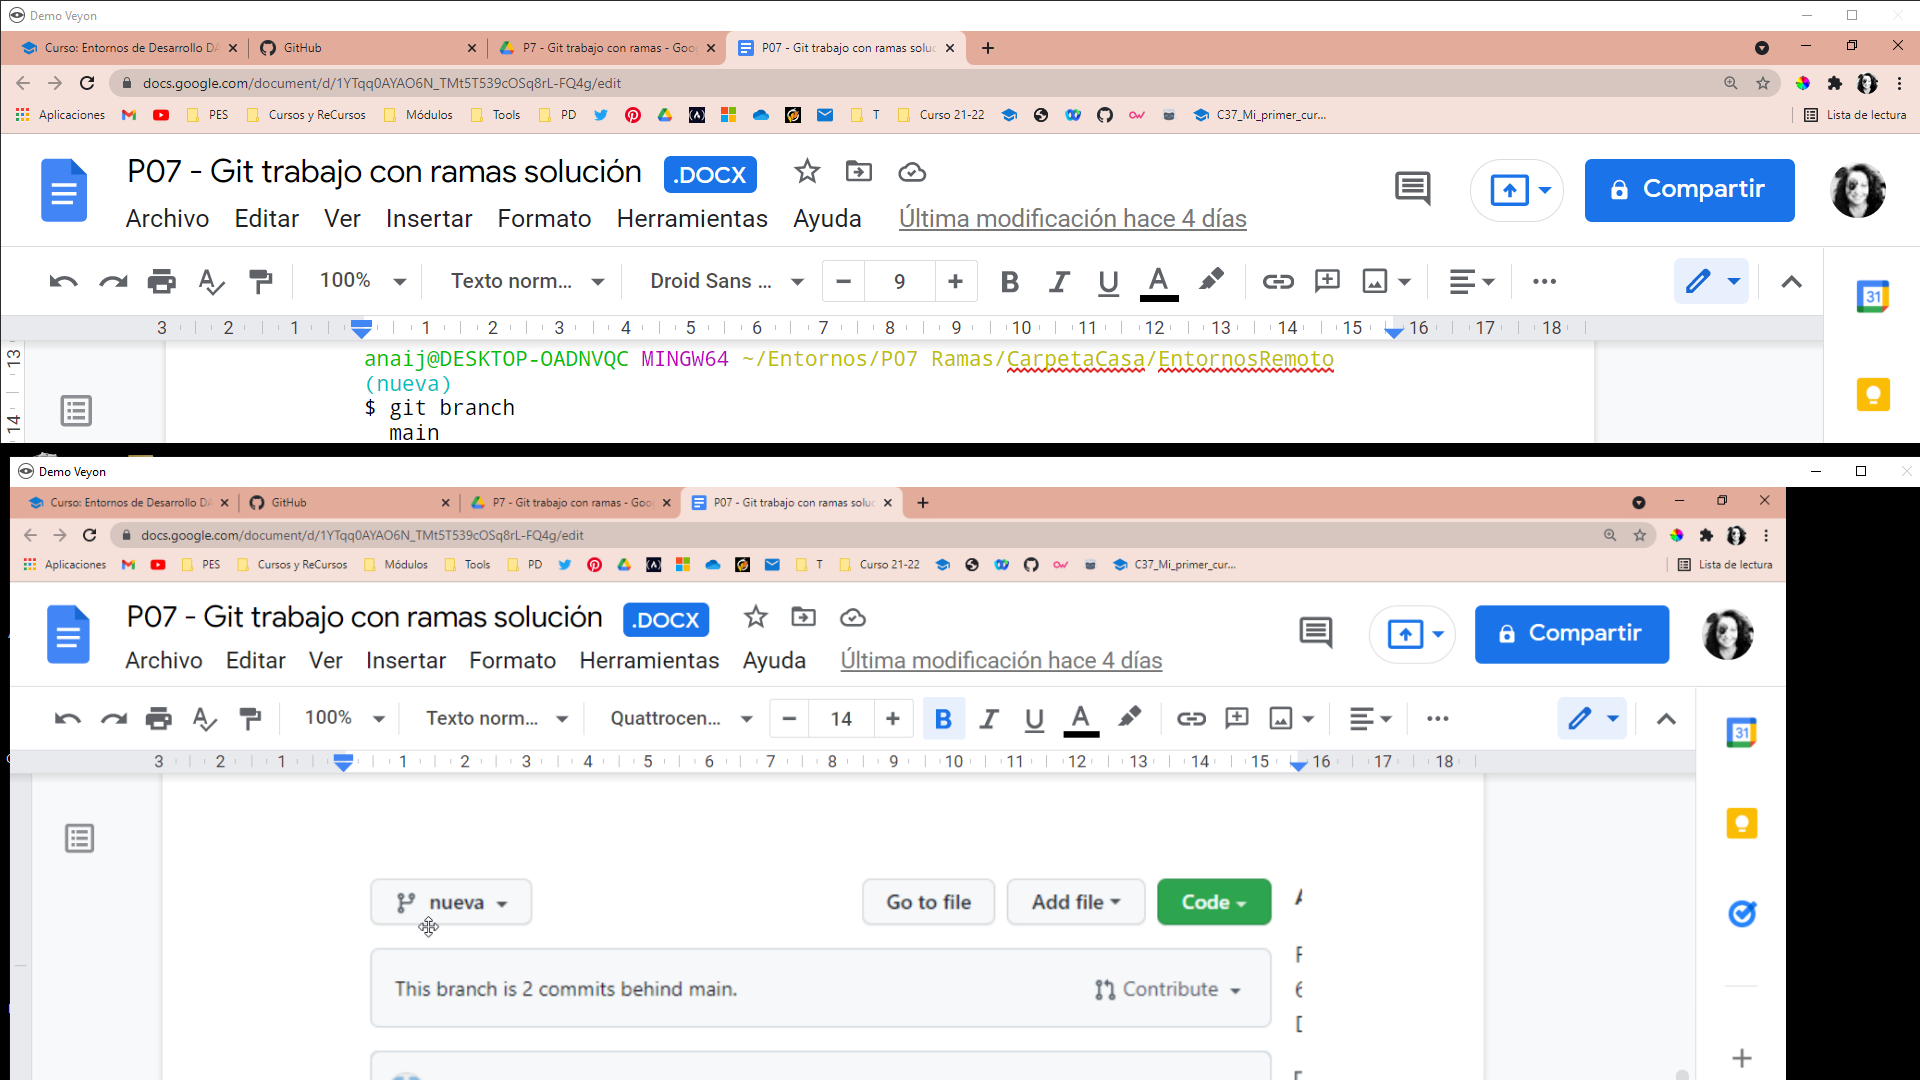 Demo Veyon
Curso: Entornos de Desarrollo DA
GitHub
P7 - Git trabajo con ramas - Goo
P07 - Git trabajo con ramas soluc
docs.google.com/document/d/1YTqq0AYAO6N_TMt5T539cOSq8rL-FQ4g/edit
Aplicaciones PES Cursos y ReCursos Módulos Tools PD T Curso 21-22 C37_Mi_primer_cur... Lista de lectura
P07 - Git trabajo con ramas solución .DOCX
Compartir
Archivo Editar Ver Insertar Formato Herramientas Ayuda Última modificación hace 4 días
100% Texto norm... Droid Sans ... − 9 + B I U A
3 2 1 1 2 3 4 5 6 7 8 9 10 11 12 13 14 15 16 17 18
31
13
14
anaij@DESKTOP-OADNVQC MINGW64 ~/Entornos/P07 Ramas/CarpetaCasa/EntornosRemoto
(nueva)
$ git branch
main
Demo Veyon
Curso: Entornos de Desarrollo DA
GitHub
P7 - Git trabajo con ramas - Goo
P07 - Git trabajo con ramas soluc
docs.google.com/document/d/1YTqq0AYAO6N_TMt5T539cOSq8rL-FQ4g/edit
Aplicaciones PES Cursos y ReCursos Módulos Tools PD T Curso 21-22 C37_Mi_primer_cur... Lista de lectura
P07 - Git trabajo con ramas solución .DOCX
Compartir
Archivo Editar Ver Insertar Formato Herramientas Ayuda Última modificación hace 4 días
100% Texto norm... Quattrocen... − 14 + B I U A
31
3 2 1 1 2 3 4 5 6 7 8 9 10 11 12 13 14 15 16 17 18
nueva Go to file Add file Code
This branch is 2 commits behind main. Contribute